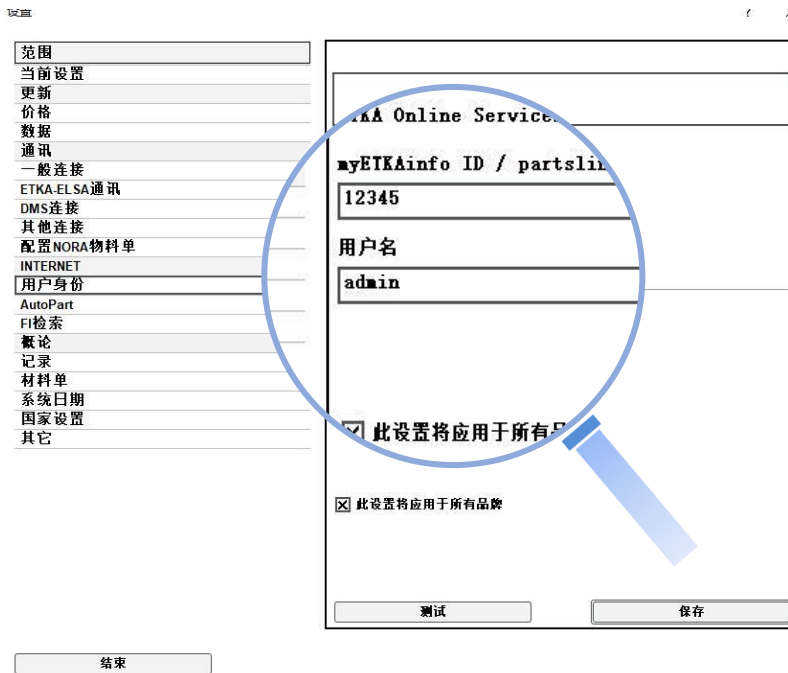 设置
范围
当前设置
更新
价格
数据
通讯
一般连接
ETKA-ELSA通讯
DMS连接
其他连接
配置NORA物料单
INTERNET
用户身份
AutoPart
FI检索
概论
记录
材料单
系统日期
国家设置
其它
Online Service
myETKAinfo ID /
12345
用户名
admin
此设置将应用于所有
此设置将应用于所有品牌
测试
保存
结束